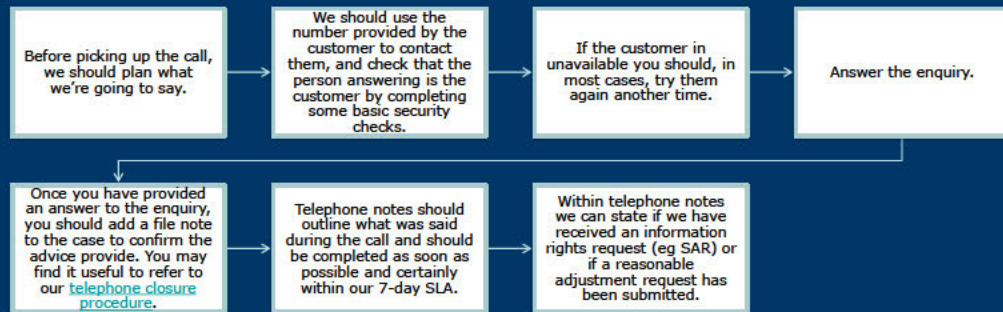 Before picking up the call,
we should plan what
we're going to say.
We should use the
number provided by the
customer to contact
them, and check that the
person answering is the
customer by completing
some basic security
checks.
If the customer in
unavailable you should, in
most cases, try them
again another time.
Answer the enquiry.
Once you have provided
an answer to the enquiry,
you should add a file note
to the case to confirm the
advice provide. You may
find it useful to refer to
our telephone closure
procedure.
Telephone notes should
outline what was said
during the call and should
be completed as soon as
possible and certainly
within our 7-day SLA.
Within telephone notes
we can state if we have
received an information
rights request (eg SAR) or
if a reasonable
adjustment request has
been submitted.